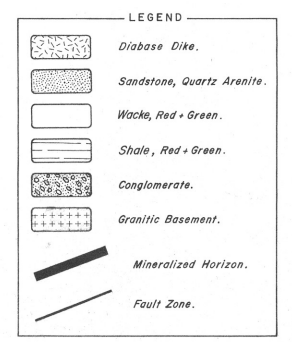 LEGEND
Diabase Dike.
Sandstone, Quartz Arenite.
Wacke, Red + Green.
Shale, Red + Green.
Conglomerate.
Granitic Basement.
Mineralized Horizon.
Fault Zone.